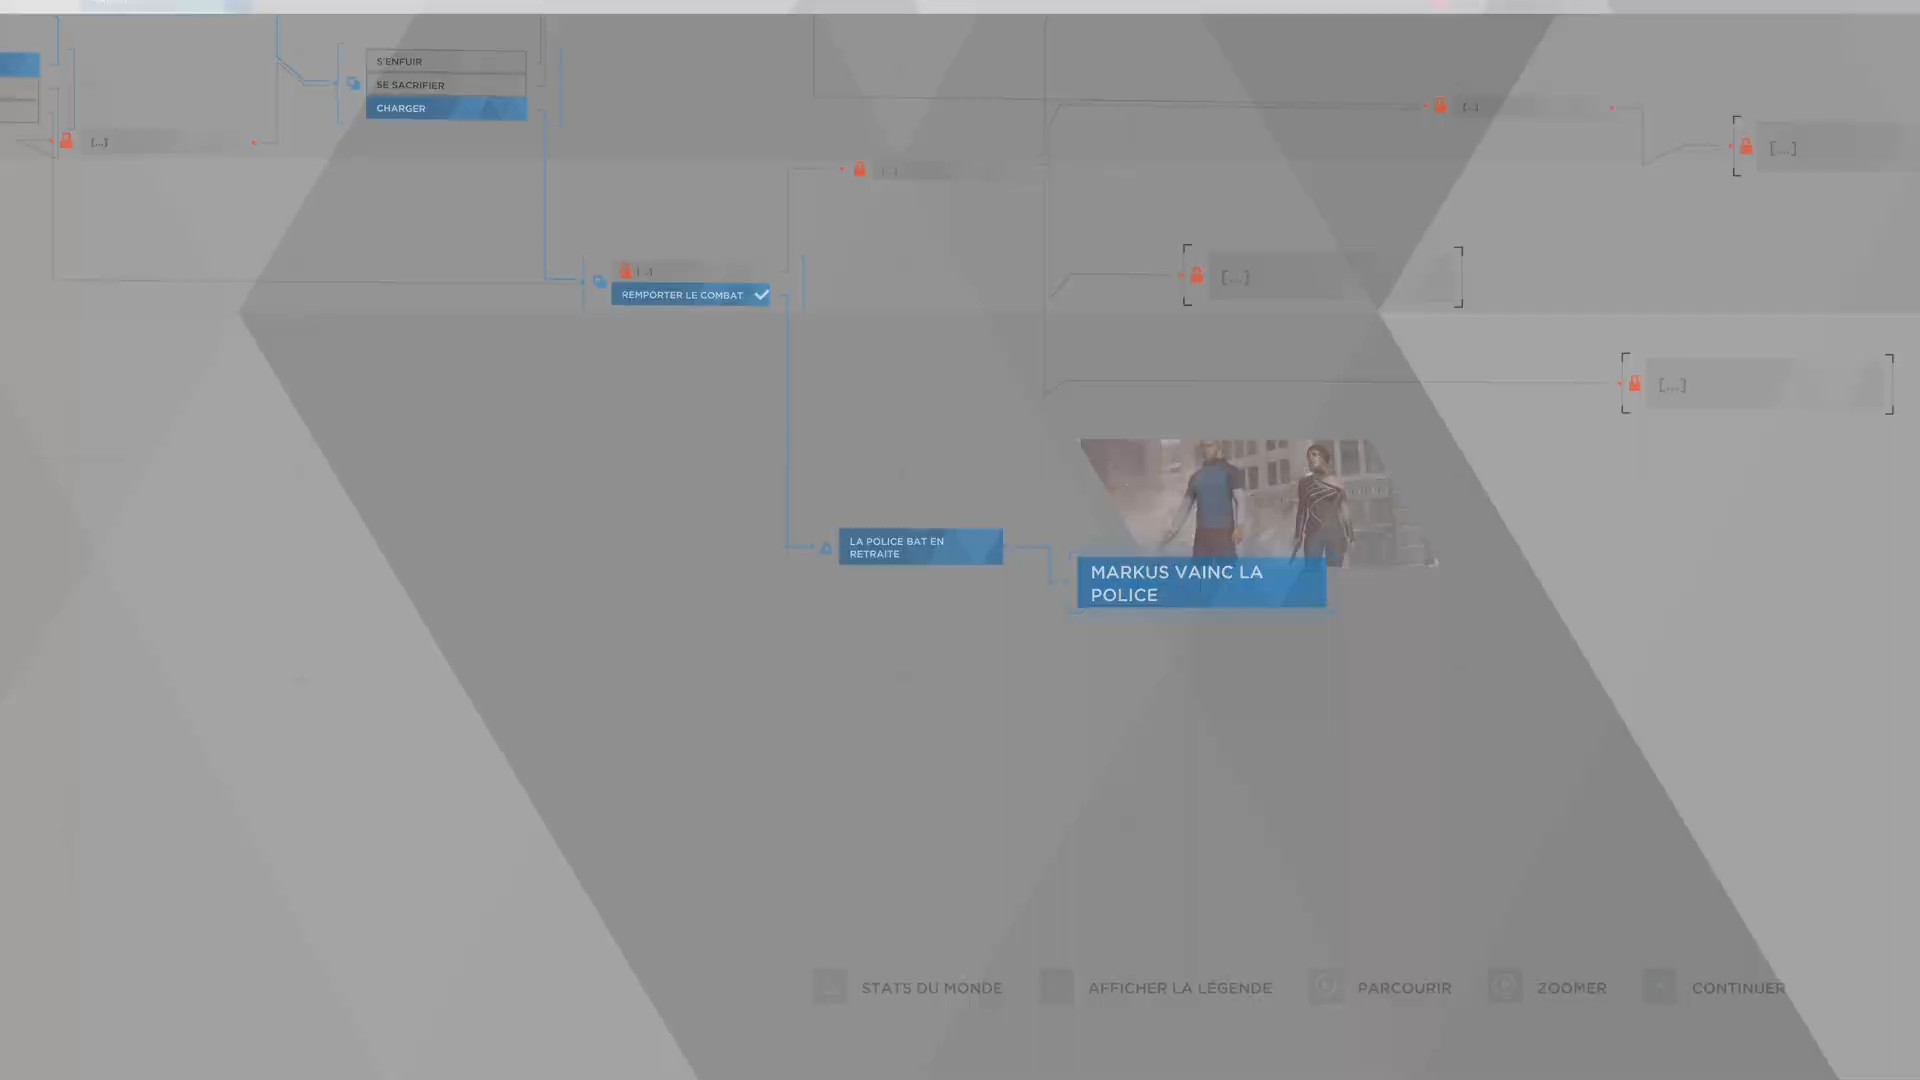 S'ENFUIR
SE SACRIFIER
CHARGER
[...]
[...]
[...]
[...]
[...]
REMPORTER LE COMBAT
[...]
[...]
LA POLICE BAT EN
RETRAITE
MARKUS VAINC LA
POLICE
STATS DU MONDE
AFFICHER LA LÉGENDE
PARCOURIR
ZOOMER
CONTINUER